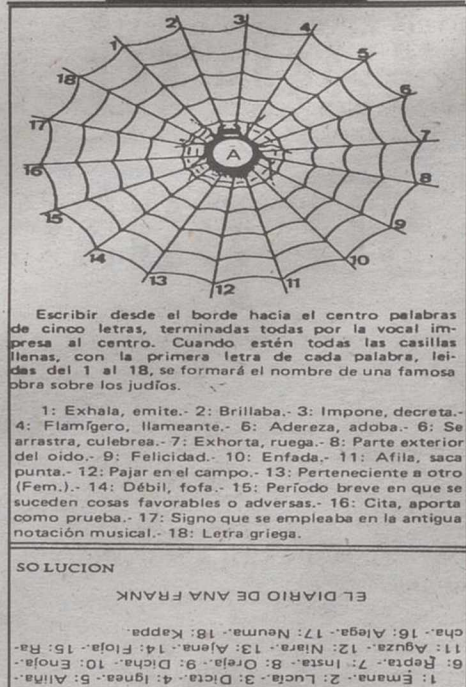 2
3
1
4
5
18
6
17
7
A
16
8
15
9
14
10
13
11
12
Escribir desde el borde hacia el centro palabras
de cinco letras, terminadas todas por la vocal im-
presa al centro. Cuando estén todas las casillas
llenas, con la primera letra de cada palabra, leí-
das del 1 al 18, se formará el nombre de una famosa
obra sobre los judíos.
1: Exhala, emite.- 2: Brillaba.- 3: Impone, decreta.-
4: Flamígero, llameante.- 6: Adereza, adoba.- 6: Se
arrastra, culebrea.- 7: Exhorta, ruega.- 8: Parte exterior
del oido.- 9: Felicidad.- 10: Enfada.- 11: Afila, saca
punta.- 12: Pajar en el campo.- 13: Perteneciente a otro
(Fem.).- 14: Débil, fofa.- 15: Período breve en que se
suceden cosas favorables o adversas.- 16: Cita, aporta
como prueba.- 17: Signo que se empleaba en la antigua
notación musical.- 18: Letra griega.
SOLUCION
EL DIARIO DE ANA FRANK
1: Emana.- 2: Lucía.- 3: Dicta.- 4: Ignea.- 5: Aliña.-
6: Repta.- 7: Insta.- 8: Oreja.- 9: Dicha.- 10: Enoja.-
11: Aguza.- 12: Niara.- 13: Ajena.- 14: Floja.- 15: Ra-
cha.- 16: Alega.- 17: Neuma.- 18: Kappa.